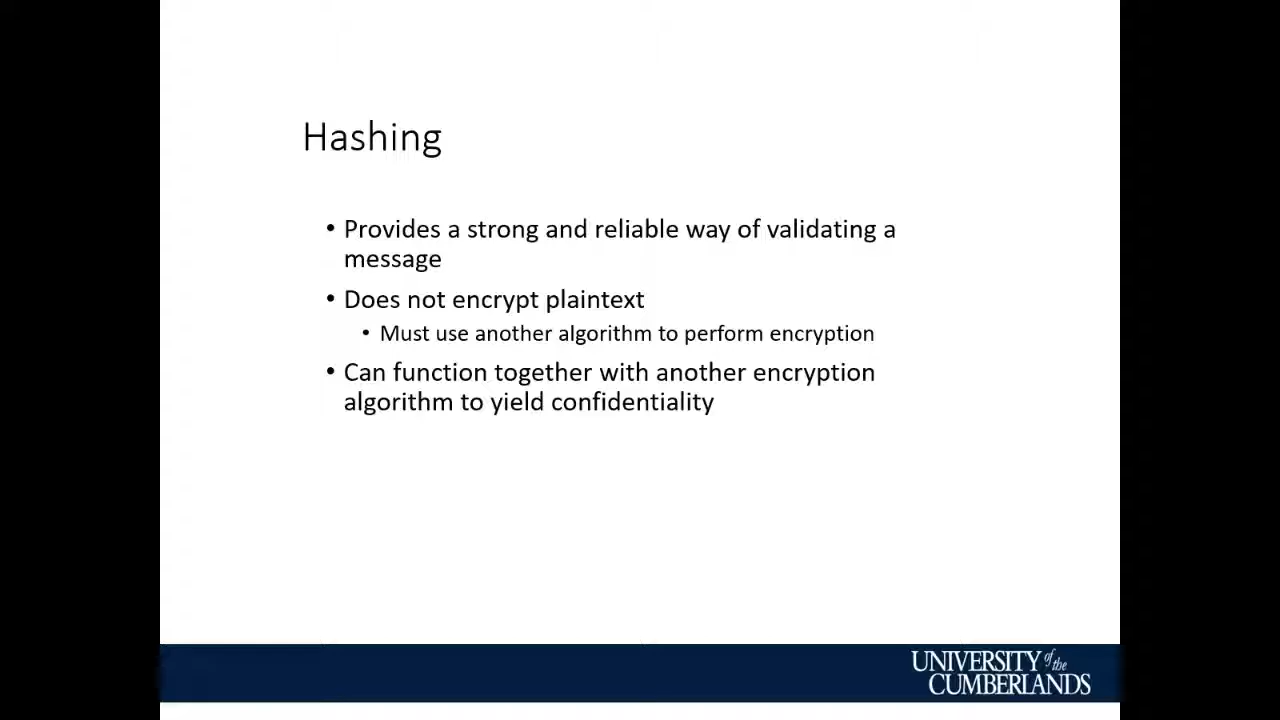 Hashing
• Provides a strong and reliable way of validating a
message
• Does not encrypt plaintext
• Must use another algorithm to perform encryption
• Can function together with another encryption
algorithm to yield confidentiality
UNIVERSITY of the
CUMBERLANDS